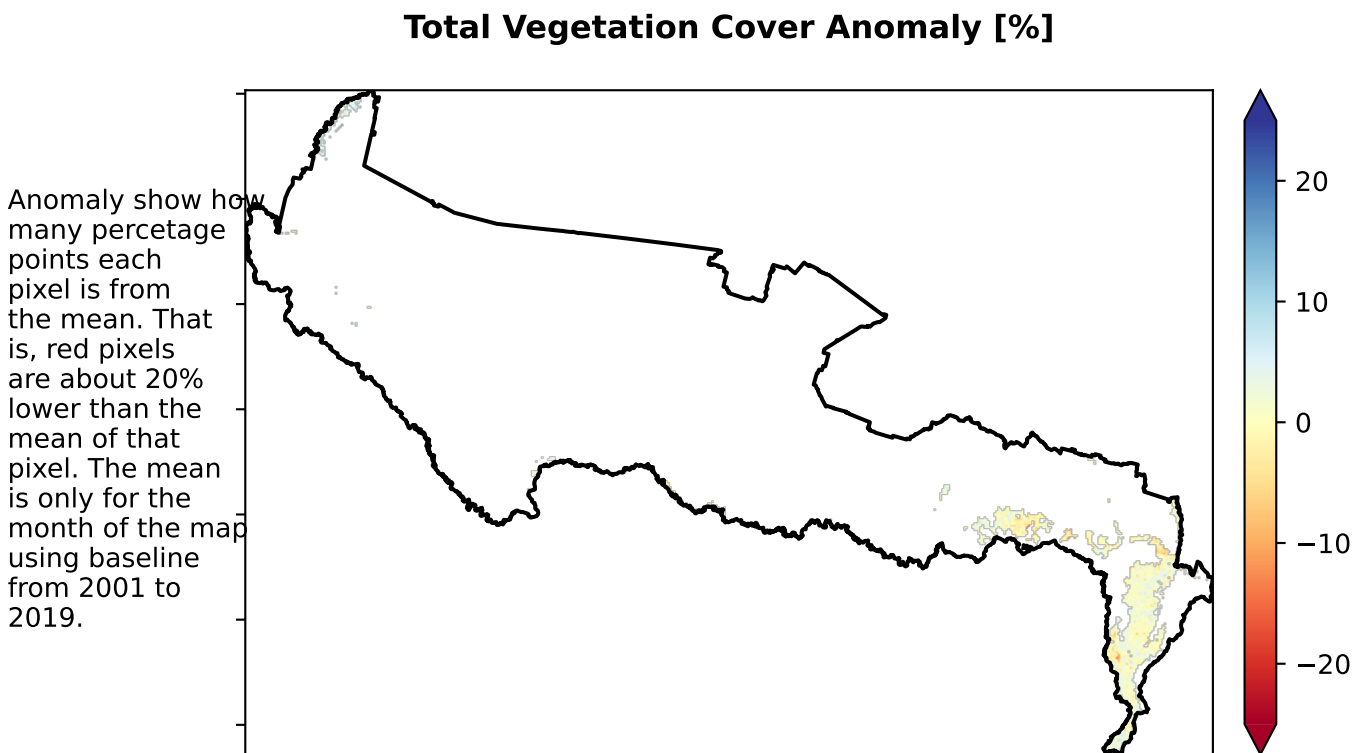 Total Vegetation Cover Anomaly [%]
Anomaly show how
many percetage
points each
pixel is from
the mean. That
is, red pixels
are about 20%
lower than the
mean of that
pixel. The mean
is only for the
month of the map
using baseline
from 2001 to
2019.
20
10
0
−10
−20